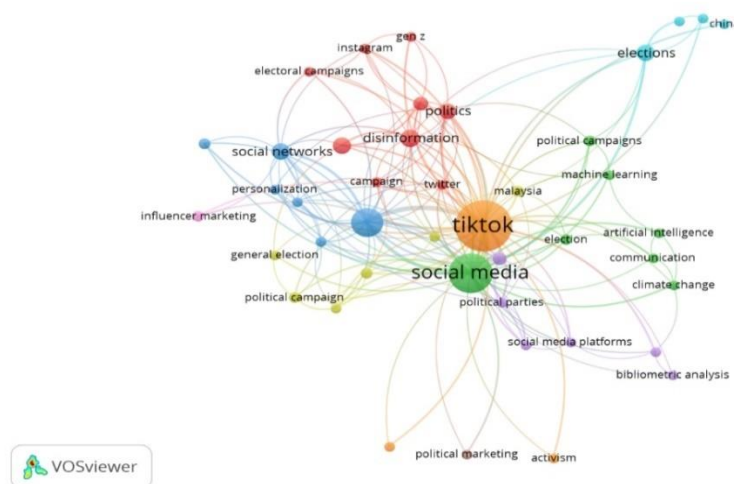 gen z
chin
instagram
elections
electoral campaigns
politics
disinformation
political campaigns
social networks
machine learning
campaign
twitter
malaysia
personalization
influencer marketing
tiktok
artificial intelligence
election
general election
communication
social media
climate change
political campaign
political parties
social media platforms
bibliometric analysis
political marketing
activism
VOSviewer